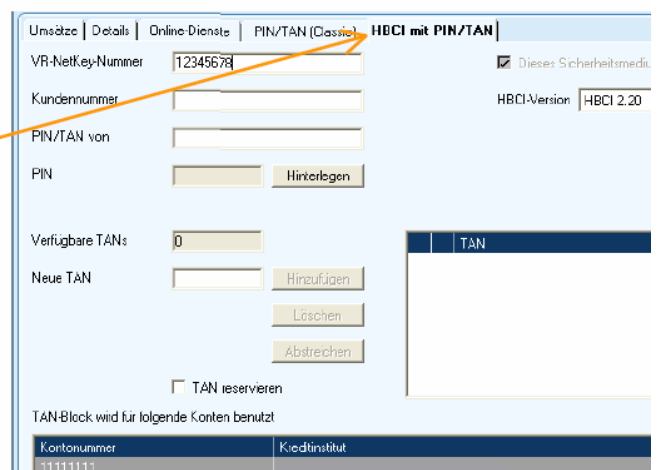 Umsätze Details Online-Dienste PIN/TAN (Classic) HBCI mit PIN/TAN
VR-NetKey-Nummer 12345678 Dieses Sicherheitsmediu
Kundennummer HBCI-Version HBCI 2.20
PIN/TAN von
PIN Hinterlegen
Verfügbare TANs 0 TAN
Neue TAN Hinzufügen
Löschen
Abstreichen
TAN reservieren
TAN-Block wird für folgende Konten benutzt
Kontonummer Kreditinstitut
11111111